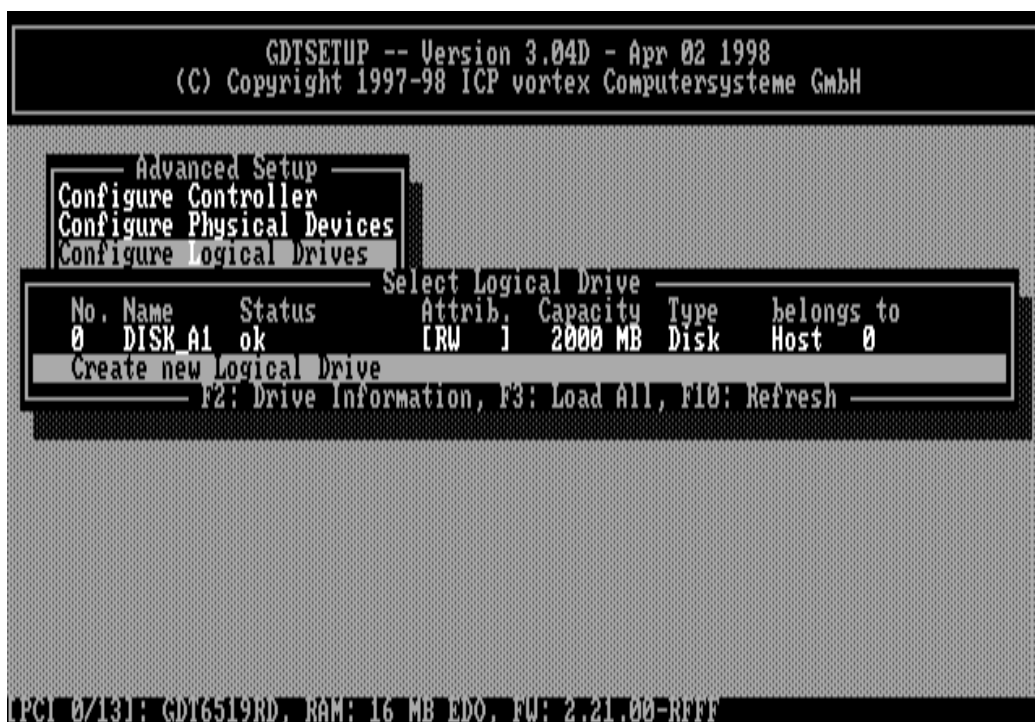 GDTSETUP -- Version 3.04D - Apr 02 1998
(C) Copyright 1997-98 ICP vortex Computersysteme GmbH
Advanced Setup
Configure Controller
Configure Physical Devices
Configure Logical Drives
Select Logical Drive
No. Name Status Attrib. Capacity Type belongs to
0 DISK_A1 ok [RW ] 2000 MB Disk Host 0
Create new Logical Drive
F2: Drive Information, F3: Load All, F10: Refresh
[PCI 0/13]: GDT6519RD, RAM: 16 MB EDO, FW: 2.21.00-RFFF